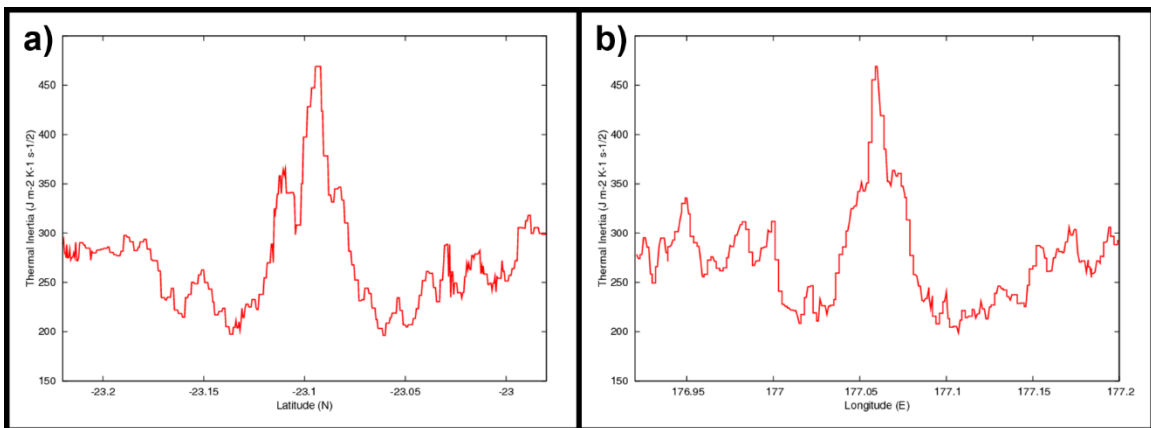 a)
Thermal Inertia (J m-2 K-1 s-1/2)
450
400
350
300
250
200
150
-23.2 -23.15 -23.1 -23.05 -23
Latitude (N)
b)
Thermal Inertia (J m-2 K-1 s-1/2)
450
400
350
300
250
200
150
176.95 177 177.05 177.1 177.15 177.2
Longitude (E)